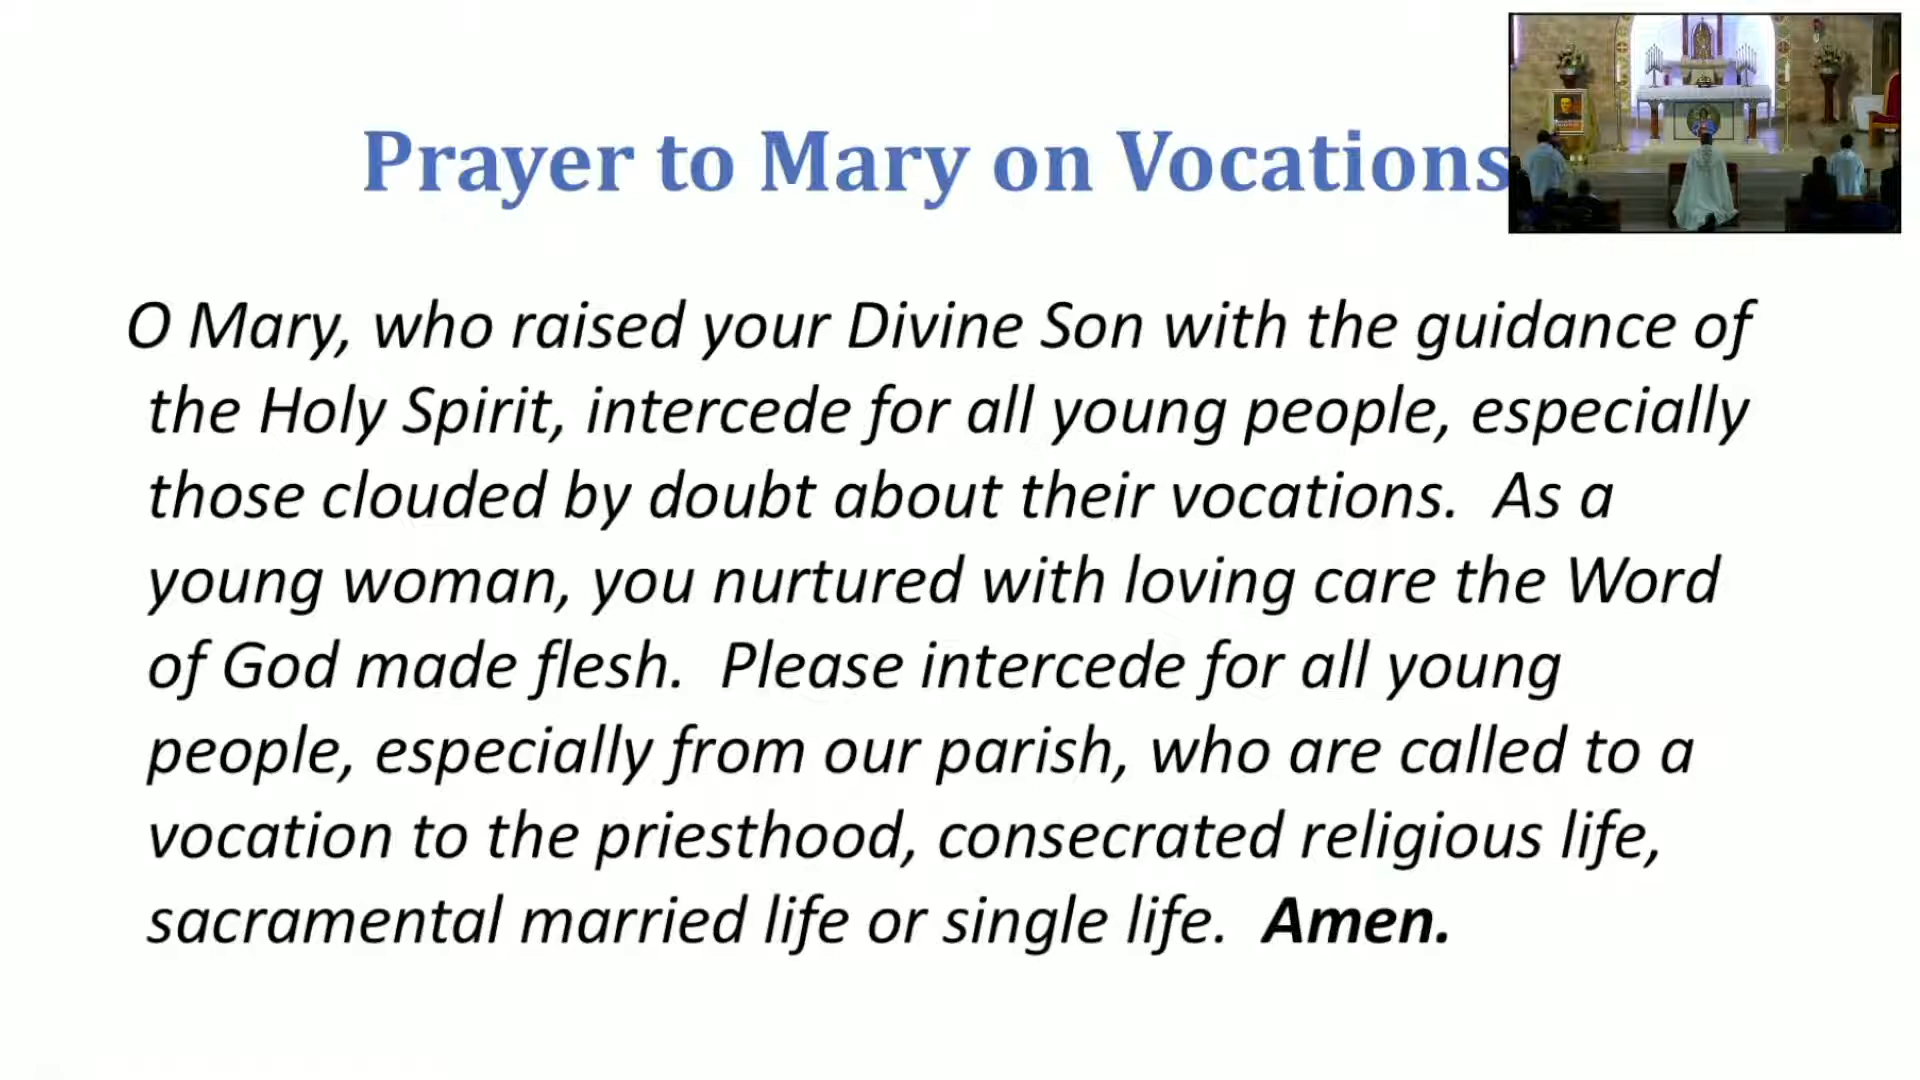 Prayer to Mary on Vocations
O Mary, who raised your Divine Son with the guidance of
the Holy Spirit, intercede for all young people, especially
those clouded by doubt about their vocations.  As a
young woman, you nurtured with loving care the Word
of God made flesh.  Please intercede for all young
people, especially from our parish, who are called to a
vocation to the priesthood, consecrated religious life,
sacramental married life or single life.  Amen.